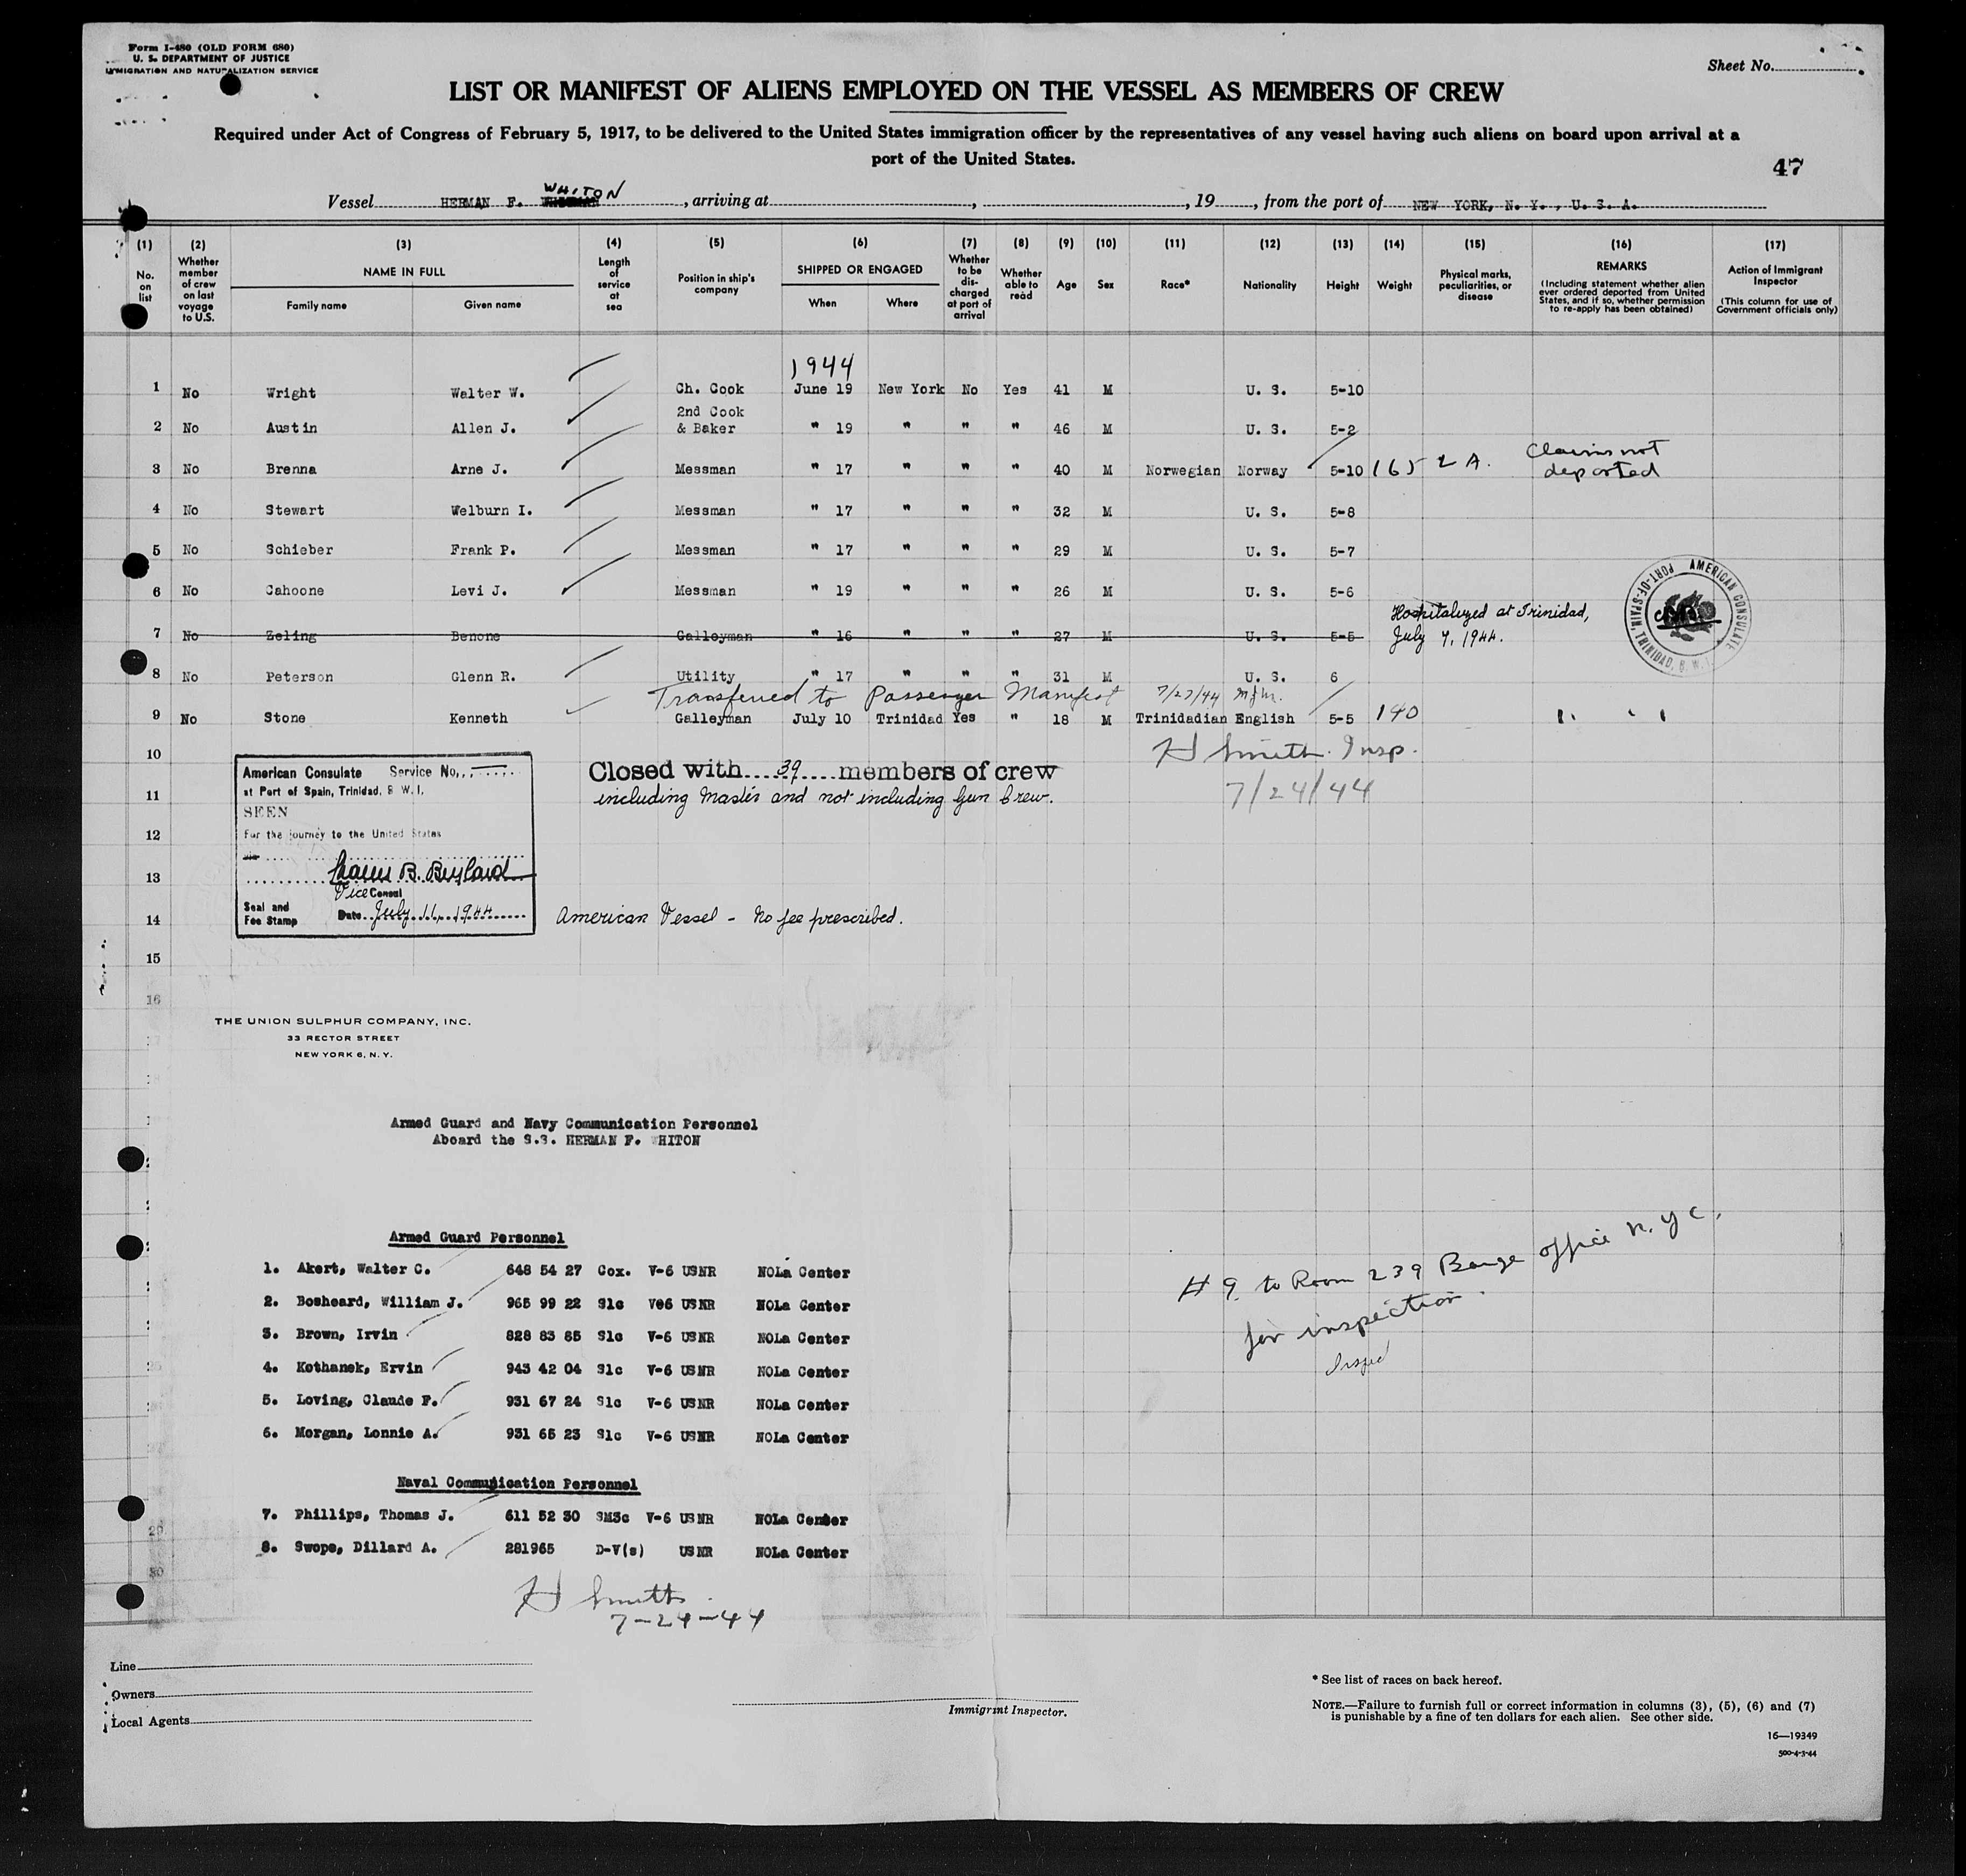 Form I-480 (OLD FORM 680)
U. S. DEPARTMENT OF JUSTICE
IMMIGRATION AND NATURALIZATION SERVICE
Sheet No.
LIST OR MANIFEST OF ALIENS EMPLOYED ON THE VESSEL AS MEMBERS OF CREW
Required under Act of Congress of February 5, 1917, to be delivered to the United States immigration officer by the representatives of any vessel having such aliens on board upon arrival at a
port of the United States.
47
Vessel HERMAN F. WHITON, arriving at , , 19 , from the port of NEW YORK, N. Y., U. S. A.
(1) (2) (3) (4) (5) (6) (7) (8) (9) (10) (11) (12) (13) (14) (15) (16) (17)
No. on list
Whether member of crew on last voyage to U.S.
NAME IN FULL
Family name Given name
Length of service at sea
Position in ship's company
SHIPPED OR ENGAGED
When Where
Whether to be discharged at port of arrival
Whether able to read
Age
Sex
Race*
Nationality
Height
Weight
Physical marks, peculiarities, or disease
REMARKS
(Including statement whether alien ever ordered deported from United States, and if so, whether permission to re-apply has been obtained)
Action of Immigrant Inspector
(This column for use of Government officials only)
1944
1 No Wright Walter W. Ch. Cook June 19 New York No Yes 41 M U. S. 5-10
2nd Cook
2 No Austin Allen J. & Baker " 19 " " " 46 M U. S. 5-2
3 No Brenna Arne J. Messman " 17 " " " 40 M Norwegian Norway 5-10 165 2 A. Claims not
deported
4 No Stewart Welburn I. Messman " 17 " " " 32 M U. S. 5-8
5 No Schieber Frank P. Messman " 17 " " " 29 M U. S. 5-7
6 No Cahoone Levi J. Messman " 19 " " " 26 M U. S. 5-6
7 No Zeling Benone Galleyman " 16 " " " 27 M U. S. 5-5 Hospitalized at Trinidad,
July 7, 1944.
AMERICAN CONSULATE PORT-OF-SPAIN, TRINIDAD, B. W. I.
8 No Peterson Glenn R. Utility " 17 " " " 31 M U. S. 6
Transferred to Passenger Manifest 7/27/44
9 No Stone Kenneth Galleyman July 10 Trinidad Yes " 18 M Trinidadian English 5-5 140 " "
H Smith Insp.
7/24/44
10
11
12
13
14
15
16
American Consulate Service No.
at Port of Spain, Trinidad, B W.I.
SEEN
For the journey to the United States
Vice Consul
Seal and
Fee Stamp Date July 11, 1944
Closed with 39 members of crew
including Master and not including Gun Crew.
American Vessel - No fee prescribed.
THE UNION SULPHUR COMPANY, INC.
33 RECTOR STREET
NEW YORK 6, N. Y.
Armed Guard and Navy Communication Personnel
Aboard the S.S. HERMAN F. WHITON
Armed Guard Personnel
1. Akert, Walter C. 648 54 27 Cox. V-6 USNR NOLa Center
2. Bosheard, William J. 965 99 22 S1c V06 USNR NOLa Center
3. Brown, Irvin 828 83 85 S1c V-6 USNR NOLa Center
4. Kothanek, Ervin 943 42 04 S1c V-6 USNR NOLa Center
5. Loving, Claude F. 931 67 24 S1c V-6 USNR NOLa Center
6. Morgan, Lonnie A. 931 65 23 S1c V-6 USNR NOLa Center
Naval Communication Personnel
7. Phillips, Thomas J. 611 52 30 SM3c V-6 USNR NOLa Center
8. Swope, Dillard A. 281965 D-V(s) USNR NOLa Center
29
30
H Smith
7-24-44
# 9 to Room 239 Barge Office N.Y.C.
for inspection.
Line
Owners
Local Agents
Immigrant Inspector.
* See list of races on back hereof.
NOTE.—Failure to furnish full or correct information in columns (3), (5), (6) and (7)
is punishable by a fine of ten dollars for each alien. See other side.
16—19349
500-4-3-44